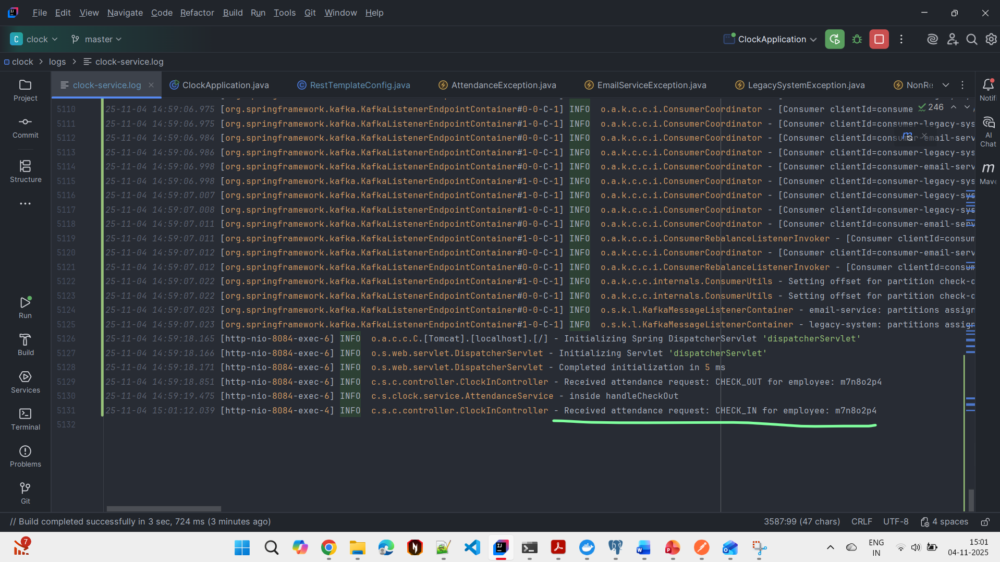 File Edit View Navigate Code Refactor Build Run Tools Git Window Help
C clock master ClockApplication
clock > logs > clock-service.log
clock-service.log ClockApplication.java RestTemplateConfig.java AttendanceException.java EmailServiceException.java LegacySystemException.java NonRe
Project
Commit
Structure
Run
Build
Services
Terminal
Problems
Git
5110 25-11-04 14:59:06.975 [org.springframework.kafka.KafkaListenerEndpointContainer#0-0-C-1] INFO o.a.k.c.c.i.ConsumerCoordinator - [Consumer clientId=consume 246
5111 25-11-04 14:59:06.975 [org.springframework.kafka.KafkaListenerEndpointContainer#1-0-C-1] INFO o.a.k.c.c.i.ConsumerCoordinator - [Consumer clientId=consumer-legacy-sys
5112 25-11-04 14:59:06.984 [org.springframework.kafka.KafkaListenerEndpointContainer#0-0-C-1] INFO o.a.k.c.c.i.ConsumerCoordinator - [Consumer clientId=consumer-email-serv
5113 25-11-04 14:59:06.986 [org.springframework.kafka.KafkaListenerEndpointContainer#1-0-C-1] INFO o.a.k.c.c.i.ConsumerCoordinator - [Consumer clientId=consumer-legacy-sys
5114 25-11-04 14:59:06.998 [org.springframework.kafka.KafkaListenerEndpointContainer#0-0-C-1] INFO o.a.k.c.c.i.ConsumerCoordinator - [Consumer clientId=consumer-email-serv
5115 25-11-04 14:59:06.998 [org.springframework.kafka.KafkaListenerEndpointContainer#1-0-C-1] INFO o.a.k.c.c.i.ConsumerCoordinator - [Consumer clientId=consumer-legacy-sys
5116 25-11-04 14:59:07.007 [org.springframework.kafka.KafkaListenerEndpointContainer#1-0-C-1] INFO o.a.k.c.c.i.ConsumerCoordinator - [Consumer clientId=consumer-legacy-sys
5117 25-11-04 14:59:07.008 [org.springframework.kafka.KafkaListenerEndpointContainer#1-0-C-1] INFO o.a.k.c.c.i.ConsumerCoordinator - [Consumer clientId=consumer-legacy-sys
5118 25-11-04 14:59:07.011 [org.springframework.kafka.KafkaListenerEndpointContainer#0-0-C-1] INFO o.a.k.c.c.i.ConsumerCoordinator - [Consumer clientId=consumer-email-serv
5119 25-11-04 14:59:07.011 [org.springframework.kafka.KafkaListenerEndpointContainer#1-0-C-1] INFO o.a.k.c.c.i.ConsumerRebalanceListenerInvoker - [Consumer clientId=consum
5120 25-11-04 14:59:07.012 [org.springframework.kafka.KafkaListenerEndpointContainer#0-0-C-1] INFO o.a.k.c.c.i.ConsumerCoordinator - [Consumer clientId=consumer-email-serv
5121 25-11-04 14:59:07.012 [org.springframework.kafka.KafkaListenerEndpointContainer#0-0-C-1] INFO o.a.k.c.c.i.ConsumerRebalanceListenerInvoker - [Consumer clientId=consum
5122 25-11-04 14:59:07.022 [org.springframework.kafka.KafkaListenerEndpointContainer#1-0-C-1] INFO o.a.k.c.c.internals.ConsumerUtils - Setting offset for partition check-o
5123 25-11-04 14:59:07.022 [org.springframework.kafka.KafkaListenerEndpointContainer#0-0-C-1] INFO o.a.k.c.c.internals.ConsumerUtils - Setting offset for partition check-o
5124 25-11-04 14:59:07.023 [org.springframework.kafka.KafkaListenerEndpointContainer#0-0-C-1] INFO o.s.k.l.KafkaMessageListenerContainer - email-service: partitions assign
5125 25-11-04 14:59:07.023 [org.springframework.kafka.KafkaListenerEndpointContainer#1-0-C-1] INFO o.s.k.l.KafkaMessageListenerContainer - legacy-system: partitions assign
5126 25-11-04 14:59:18.165 [http-nio-8084-exec-6] INFO o.a.c.c.C.[Tomcat].[localhost].[/] - Initializing Spring DispatcherServlet 'dispatcherServlet'
5127 25-11-04 14:59:18.166 [http-nio-8084-exec-6] INFO o.s.web.servlet.DispatcherServlet - Initializing Servlet 'dispatcherServlet'
5128 25-11-04 14:59:18.171 [http-nio-8084-exec-6] INFO o.s.web.servlet.DispatcherServlet - Completed initialization in 5 ms
5129 25-11-04 14:59:18.851 [http-nio-8084-exec-6] INFO c.s.c.controller.ClockInController - Received attendance request: CHECK_OUT for employee: m7n8o2p4
5130 25-11-04 14:59:19.475 [http-nio-8084-exec-6] INFO c.s.clock.service.AttendanceService - inside handleCheckOut
5131 25-11-04 15:01:12.039 [http-nio-8084-exec-4] INFO c.s.c.controller.ClockInController - Received attendance request: CHECK_IN for employee: m7n8o2p4
5132
Notifi
AI
Chat
m
Mave
// Build completed successfully in 3 sec, 724 ms (3 minutes ago) 3587:99 (47 chars) CRLF UTF-8 4 spaces
7
ENG
IN
15:01
04-11-2025